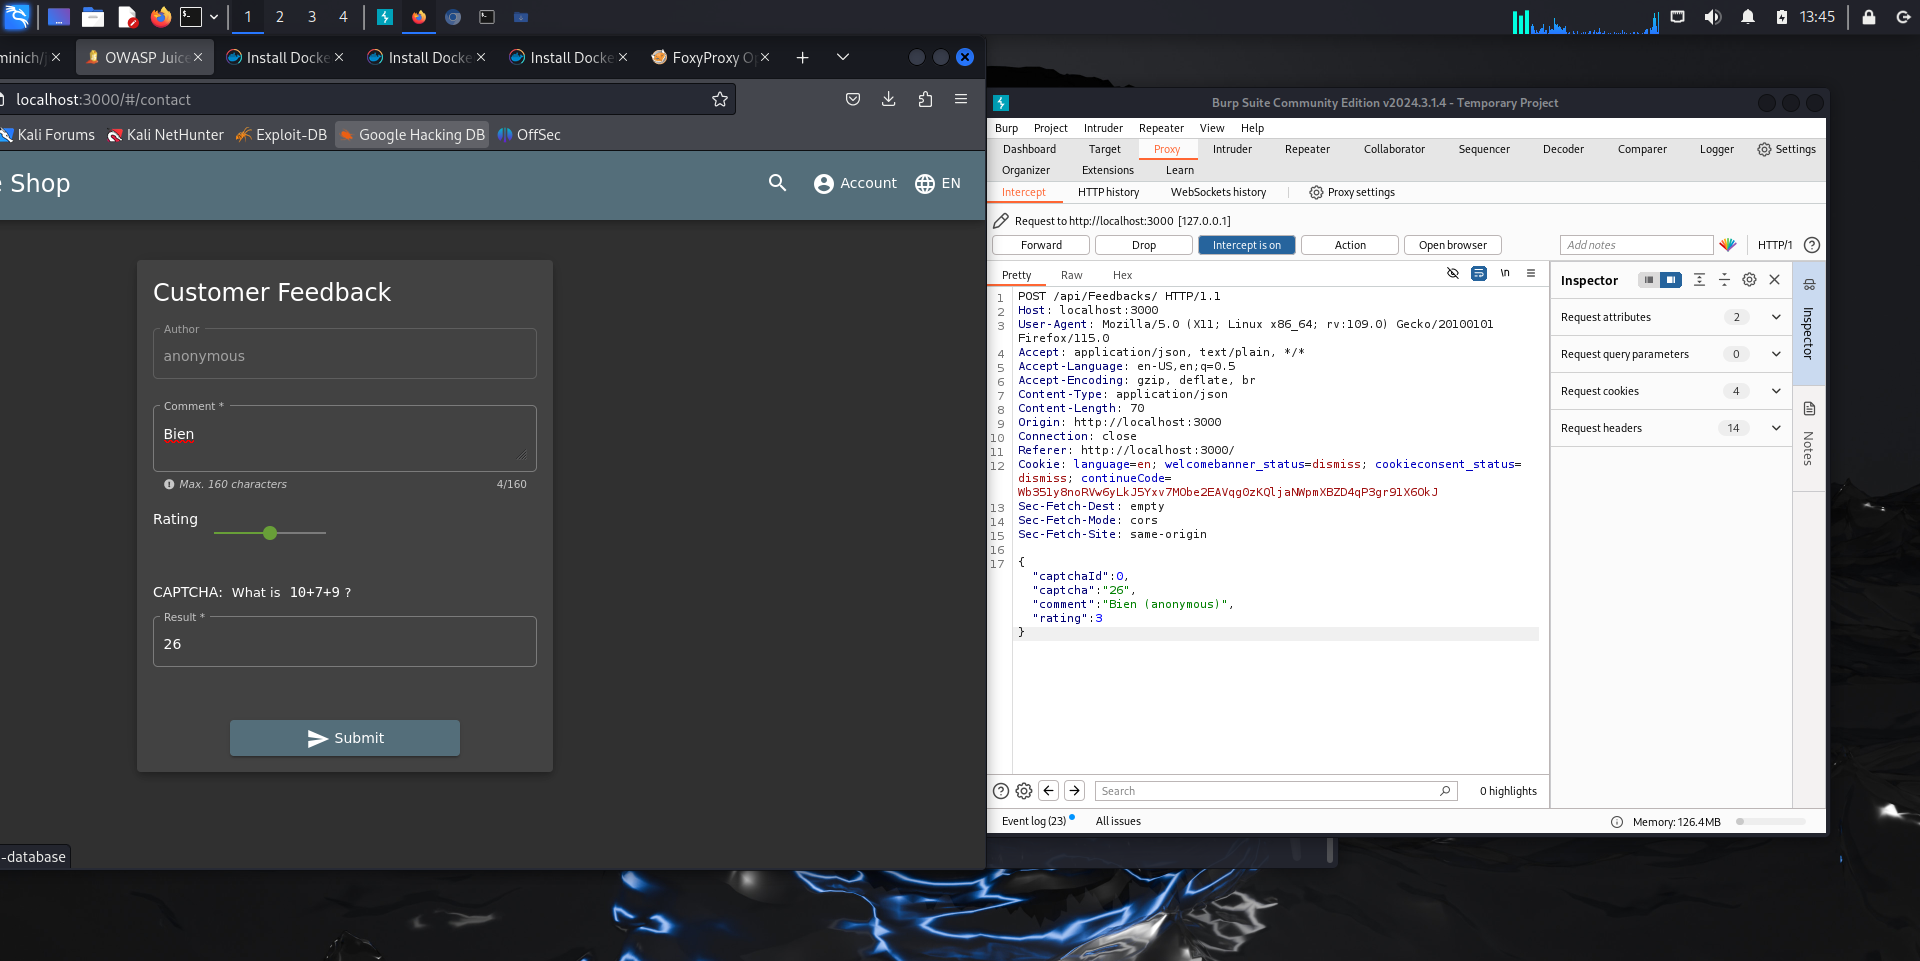 1 2 3 4 13:45
minich/j OWASP Juice Install Docke Install Docke Install Docke FoxyProxy O
localhost:3000/#/contact
Kali Forums Kali NetHunter Exploit-DB Google Hacking DB OffSec
Shop Account EN
Customer Feedback
Author
anonymous
Comment *
Bien
Max. 160 characters 4/160
Rating
CAPTCHA: What is 10+7+9 ?
Result *
26
Submit
-database
Burp Suite Community Edition v2024.3.1.4 - Temporary Project
Burp Project Intruder Repeater View Help
Dashboard Target Proxy Intruder Repeater Collaborator Sequencer Decoder Comparer Logger Settings
Organizer Extensions Learn
Intercept HTTP history WebSockets history Proxy settings
Request to http://localhost:3000 [127.0.0.1]
Forward Drop Intercept is on Action Open browser Add notes HTTP/1
Pretty Raw Hex \n
1 POST /api/Feedbacks/ HTTP/1.1
2 Host: localhost:3000
3 User-Agent: Mozilla/5.0 (X11; Linux x86_64; rv:109.0) Gecko/20100101
Firefox/115.0
4 Accept: application/json, text/plain, */*
5 Accept-Language: en-US,en;q=0.5
6 Accept-Encoding: gzip, deflate, br
7 Content-Type: application/json
8 Content-Length: 70
9 Origin: http://localhost:3000
10 Connection: close
11 Referer: http://localhost:3000/
12 Cookie: language=en; welcomebanner_status=dismiss; cookieconsent_status=
dismiss; continueCode=
Wb351y8noRVw6yLkJ5Yxv7MObe2EAVqgOzKQljaNWpmXBZD4qP3gr9lX6OkJ
13 Sec-Fetch-Dest: empty
14 Sec-Fetch-Mode: cors
15 Sec-Fetch-Site: same-origin
16
17 {
"captchaId":0,
"captcha":"26",
"comment":"Bien (anonymous)",
"rating":3
}
Inspector
Request attributes 2
Request query parameters 0
Request cookies 4
Request headers 14
Inspector
Notes
Search 0 highlights
Event log (23) All issues Memory: 126.4MB